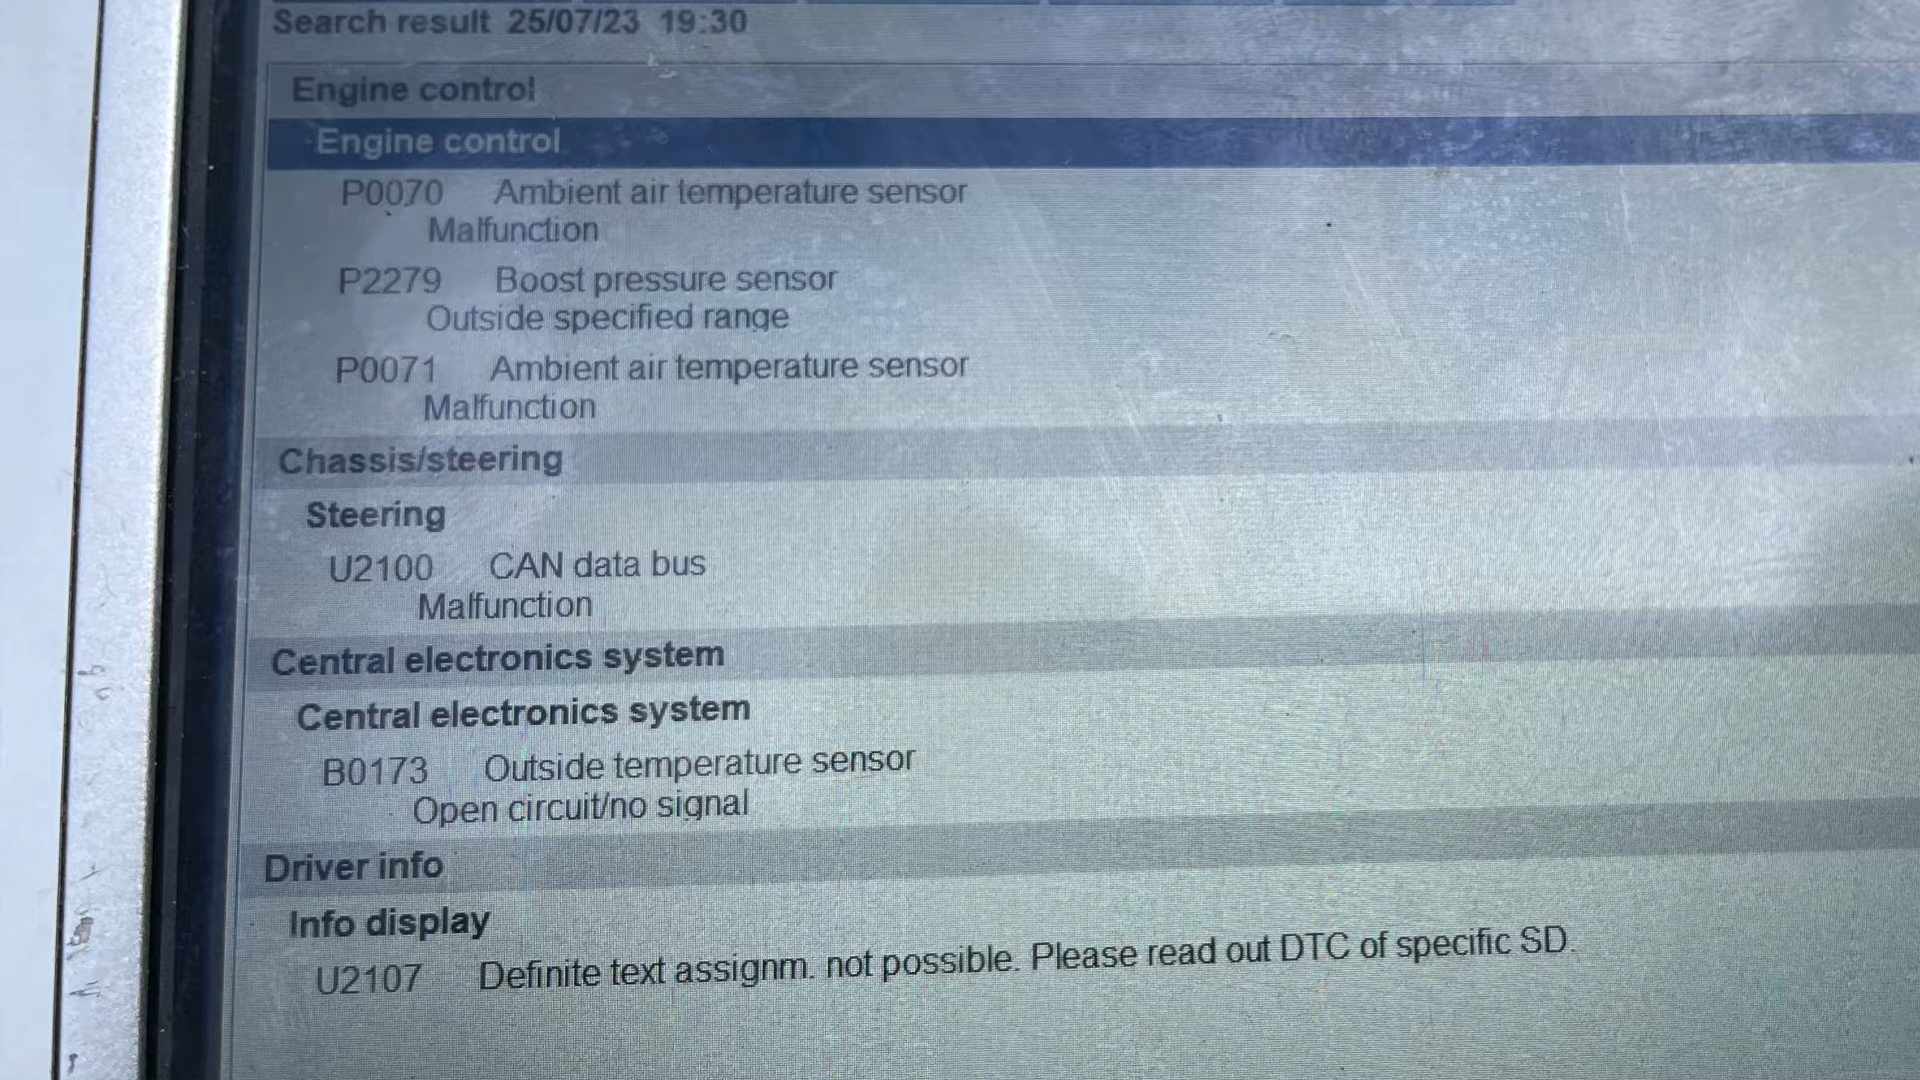 Search result 25/07/23 19:30
Engine control
Engine control
P0070 Ambient air temperature sensor
Malfunction
P2279 Boost pressure sensor
Outside specified range
P0071 Ambient air temperature sensor
Malfunction
Chassis/steering
Steering
U2100 CAN data bus
Malfunction
Central electronics system
Central electronics system
B0173 Outside temperature sensor
Open circuit/no signal
Driver info
Info display
U2107 Definite text assignm. not possible. Please read out DTC of specific SD.